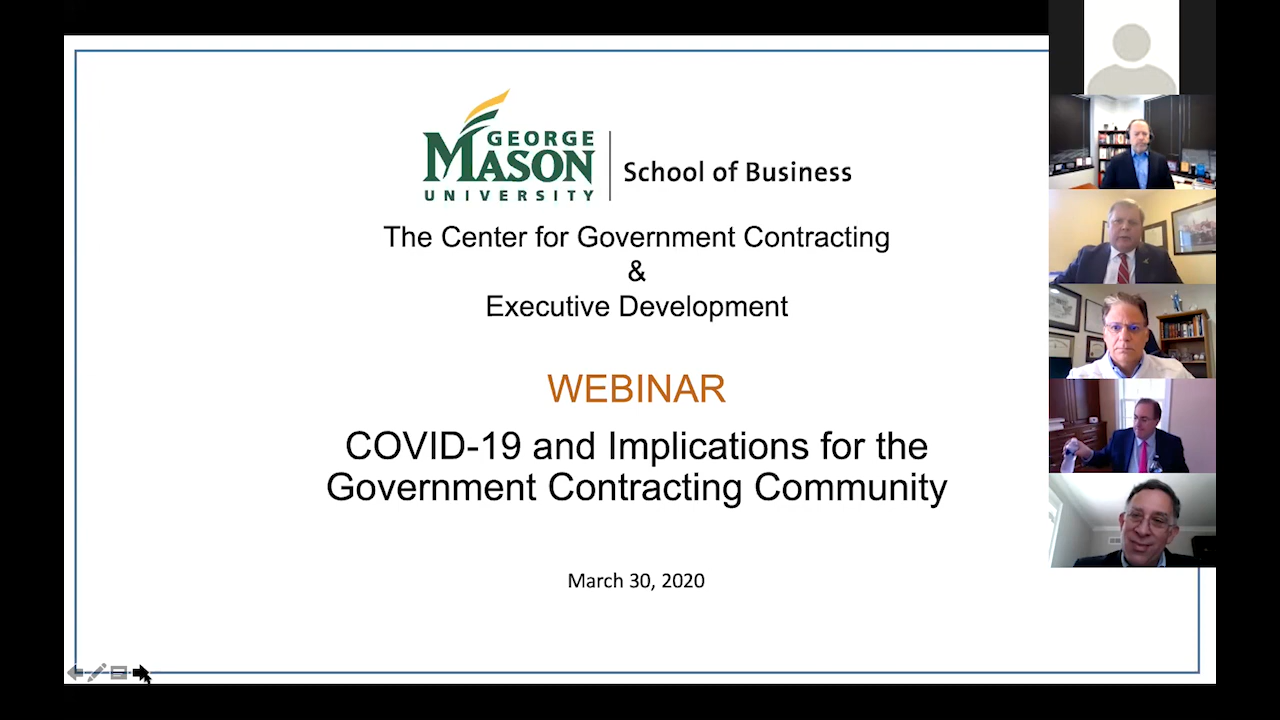 GEORGE
MASON
UNIVERSITY
School of Business
The Center for Government Contracting
&
Executive Development
WEBINAR
COVID-19 and Implications for the
Government Contracting Community
March 30, 2020